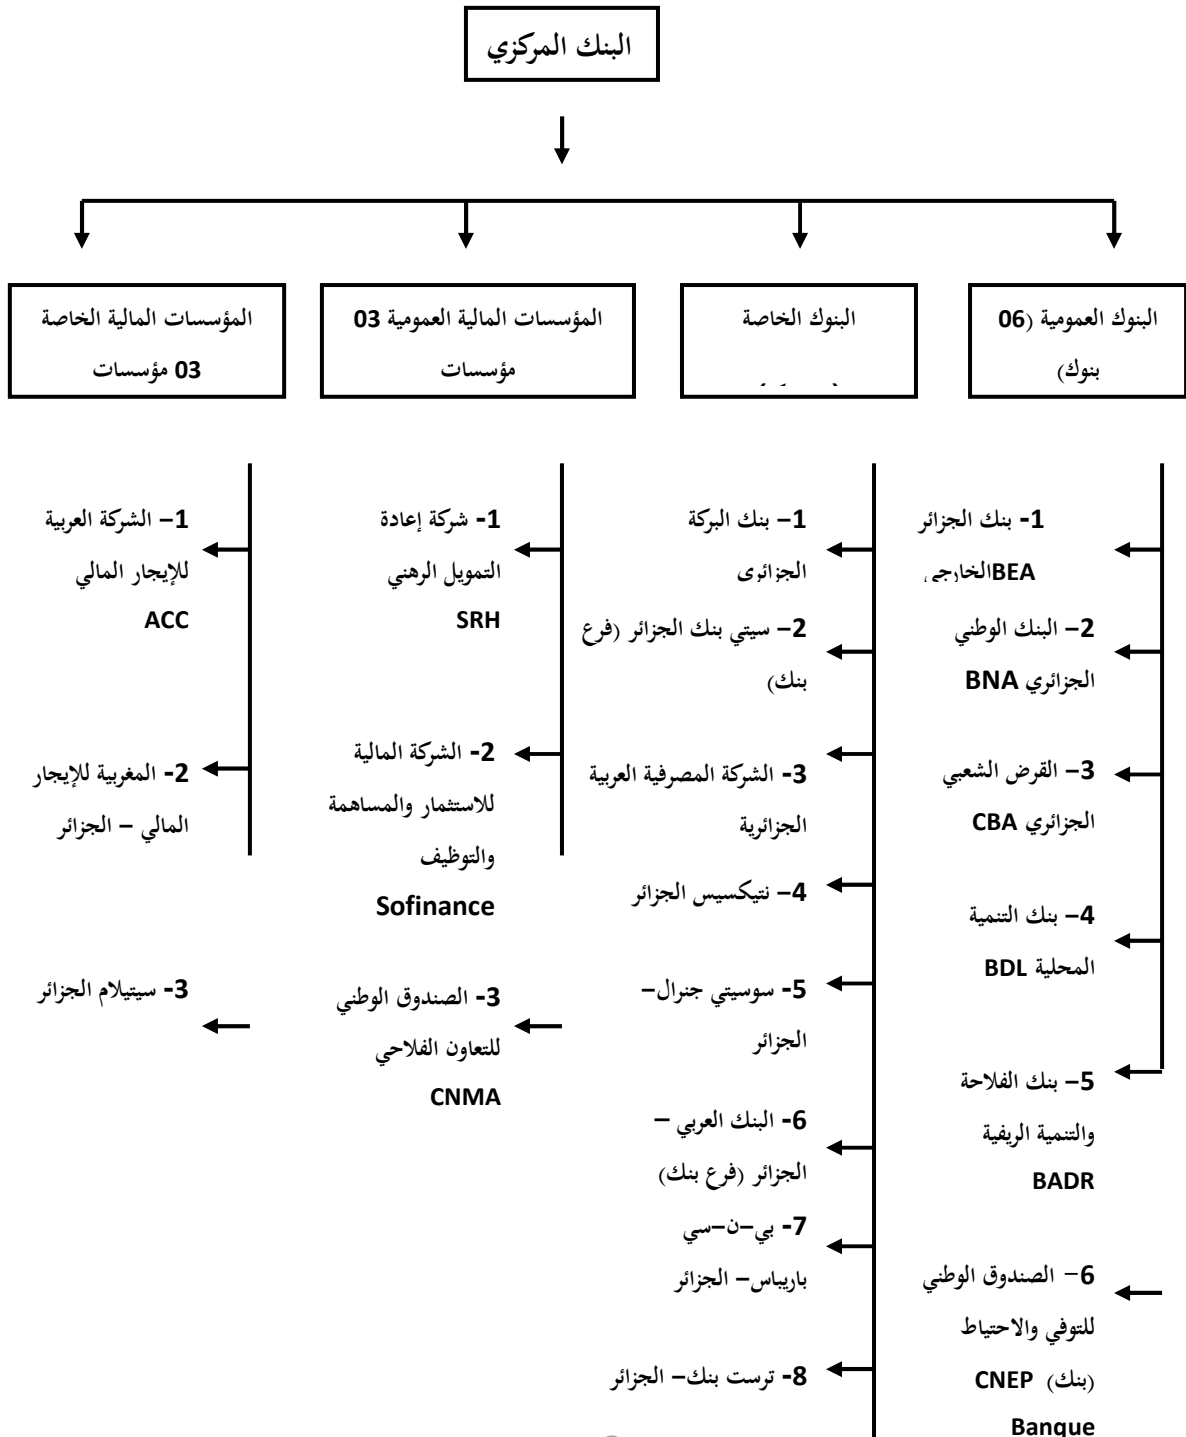 البنك المركزي
البنوك العمومية (06
بنوك)
البنوك الخاصة
المؤسسات المالية العمومية 03
مؤسسات
المؤسسات المالية الخاصة
03 مؤسسات
1- بنك الجزائر
الخارجي BEA
2– البنك الوطني
الجزائري BNA
3– القرض الشعبي
الجزائري CBA
4– بنك التنمية
المحلية BDL
5– بنك الفلاحة
والتنمية الريفية
BADR
6– الصندوق الوطني
للتوفي والاحتياط
(بنك) CNEP
Banque
1– بنك البركة
الجزائري
2– سيتي بنك الجزائر (فرع
بنك)
3- الشركة المصرفية العربية
الجزائرية
4– نتيكسيس الجزائر
5- سوسيتي جنرال–
الجزائر
6- البنك العربي –
الجزائر (فرع بنك)
7- بي–ن–سي
باريباس– الجزائر
8- ترست بنك– الجزائر
1- شركة إعادة
التمويل الرهني
SRH
2- الشركة المالية
للاستثمار والمساهمة
والتوظيف
Sofinance
3- الصندوق الوطني
للتعاون الفلاحي
CNMA
1– الشركة العربية
للإيجار المالي
ACC
2- المغربية للإيجار
المالي – الجزائر
3- سيتيلام الجزائر